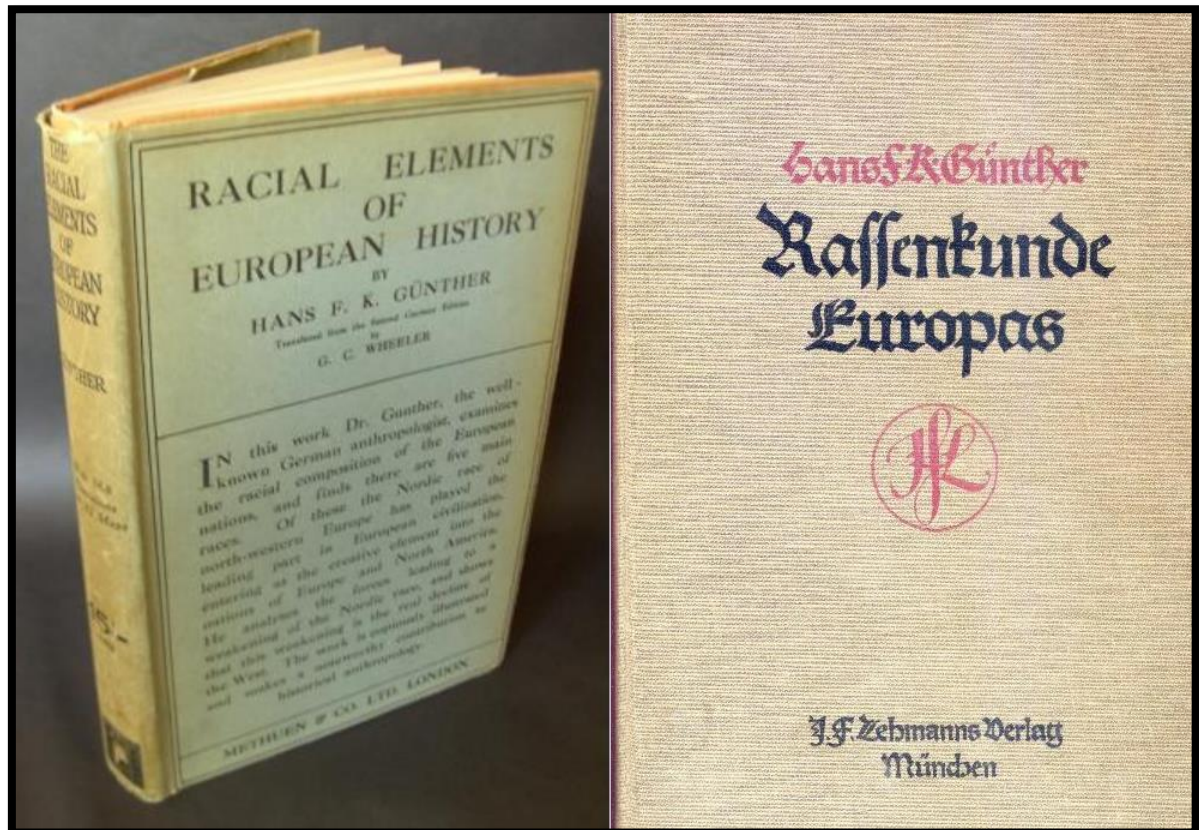 THE
RACIAL
ELEMENTS
OF
EUROPEAN
HISTORY
RACIAL ELEMENTS
OF
EUROPEAN HISTORY
BY
HANS F. K. GÜNTHER
Translated from the Second German Edition
by
G. C. WHEELER
IN this work Dr. Gunther, the well-
known German anthropologist, examines
the racial composition of the European
nations, and finds there are five main
races. Of these the Nordic race of
north-western Europe has played the
leading part in European civilization,
entering as the creative element into the
nations of Europe and North America.
He analyses the forces leading to a
weakening of the Nordic race, and shows
that this weakening is the real decline of
the West. The work is copiously illustrated
and makes a noteworthy contribution to
historical anthropology.
METHUEN & CO. LTD. LONDON
Hans F. K. Günther
Rassenkunde
Europas
JFL
J. F. Lehmanns Verlag
München